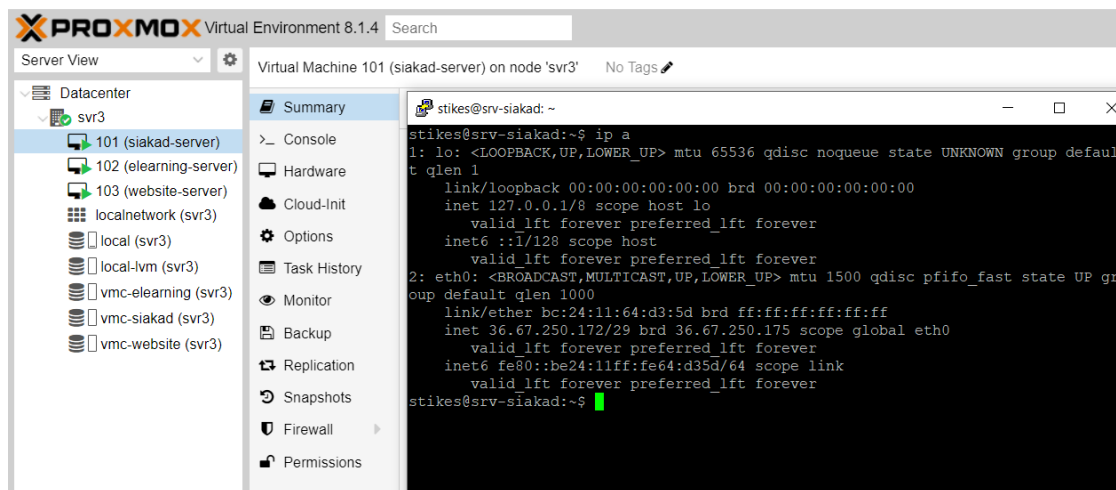 PROXMOX Virtual Environment 8.1.4 Search
Server View
Virtual Machine 101 (siakad-server) on node 'svr3' No Tags
Datacenter
svr3
101 (siakad-server)
102 (elearning-server)
103 (website-server)
localnetwork (svr3)
local (svr3)
local-lvm (svr3)
vmc-elearning (svr3)
vmc-siakad (svr3)
vmc-website (svr3)
Summary
>_ Console
Hardware
Cloud-Init
Options
Task History
Monitor
Backup
Replication
Snapshots
Firewall
Permissions
stikes@srv-siakad: ~
stikes@srv-siakad:~$ ip a
1: lo: <LOOPBACK,UP,LOWER_UP> mtu 65536 qdisc noqueue state UNKNOWN group defaul
t qlen 1
link/loopback 00:00:00:00:00:00 brd 00:00:00:00:00:00
inet 127.0.0.1/8 scope host lo
valid_lft forever preferred_lft forever
inet6 ::1/128 scope host
valid_lft forever preferred_lft forever
2: eth0: <BROADCAST,MULTICAST,UP,LOWER_UP> mtu 1500 qdisc pfifo_fast state UP gr
oup default qlen 1000
link/ether bc:24:11:64:d3:5d brd ff:ff:ff:ff:ff:ff
inet 36.67.250.172/29 brd 36.67.250.175 scope global eth0
valid_lft forever preferred_lft forever
inet6 fe80::be24:11ff:fe64:d35d/64 scope link
valid_lft forever preferred_lft forever
stikes@srv-siakad:~$